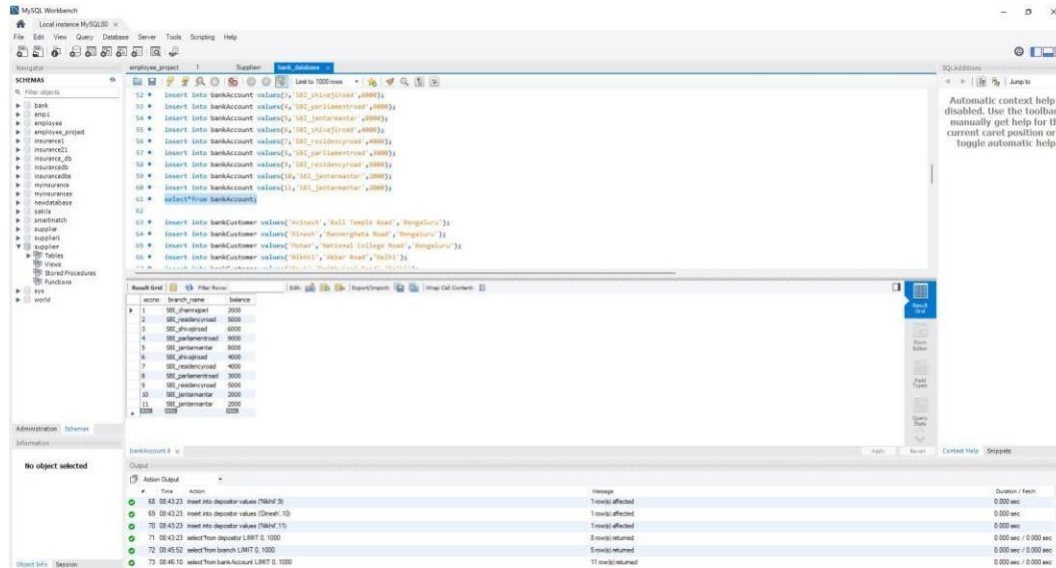 MySQL Workbench
Local instance MySQL80
File Edit View Query Database Server Tools Scripting Help
Navigator
SCHEMAS
Filter objects
bank
emp1
employee
employee_project
insurance1
insurance21
insurance_db
insurancedb
insurancedbs
myinsurance
myinsurances
newdatabase
sakila
smartmatch
supplier
supplier1
supplierr
Tables
Views
Stored Procedures
Functions
sys
world
Administration Schemas
Information
No object selected
Object Info Session
employee_project 1 Supplierr bank_database
Limit to 1000 rows
52 insert into bankAccount values(3,'SBI_shivajiroad',6000);
53 insert into bankAccount values(4,'SBI_parliamentroad',9000);
54 insert into bankAccount values(5,'SBI_jantarmantar',8000);
55 insert into bankAccount values(6,'SBI_shivajiroad',4000);
56 insert into bankAccount values(7,'SBI_residencyroad',4000);
57 insert into bankAccount values(8,'SBI_parliamentroad',3000);
58 insert into bankAccount values(9,'SBI_residencyroad',5000);
59 insert into bankAccount values(10,'SBI_jantarmantar',2000);
60 insert into bankAccount values(11,'SBI_jantarmantar',2000);
61 select*from bankAccount;
62
63 insert into bankCustomer values('Avinash','Bull Temple Road','Bengaluru');
64 insert into bankCustomer values('Dinesh','Bannerghata Road','Bengaluru');
65 insert into bankCustomer values('Mohan','National College Road','Bengaluru');
66 insert into bankCustomer values('Nikhil','Akbar Road','Delhi');
Result Grid Filter Rows: Edit: Export/Import: Wrap Cell Content:
accno branch_name balance
1 SBI_chamrajpet 2000
2 SBI_residencyroad 5000
3 SBI_shivajiroad 6000
4 SBI_parliamentroad 9000
5 SBI_jantarmantar 8000
6 SBI_shivajiroad 4000
7 SBI_residencyroad 4000
8 SBI_parliamentroad 3000
9 SBI_residencyroad 5000
10 SBI_jantarmantar 2000
11 SBI_jantarmantar 2000
NULL NULL NULL
Result Grid
Form Editor
Field Types
Query Stats
bankAccount 8
Apply Revert
Output
Action Output
# Time Action Message Duration / Fetch
68 08:43:23 insert into depositor values ('Nikhil',9) 1 row(s) affected 0.000 sec
69 08:43:23 insert into depositor values ('Dinesh',10) 1 row(s) affected 0.000 sec
70 08:43:23 insert into depositor values ('Nikhil',11) 1 row(s) affected 0.000 sec
71 08:43:23 select*from depositor LIMIT 0, 1000 8 row(s) returned 0.000 sec / 0.000 sec
72 08:45:52 select*from branch LIMIT 0, 1000 5 row(s) returned 0.000 sec / 0.000 sec
73 08:46:10 select*from bankAccount LIMIT 0, 1000 11 row(s) returned 0.000 sec / 0.000 sec
SQLAdditions
Jump to
Automatic context help
disabled. Use the toolbar
manually get help for th
current caret position or
toggle automatic help
Context Help Snippets